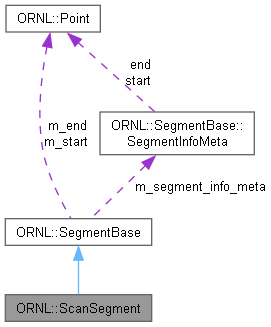 ORNL::Point
end
start
m_end
m_start
ORNL::SegmentBase::
SegmentInfoMeta
m_segment_info_meta
ORNL::SegmentBase
ORNL::ScanSegment